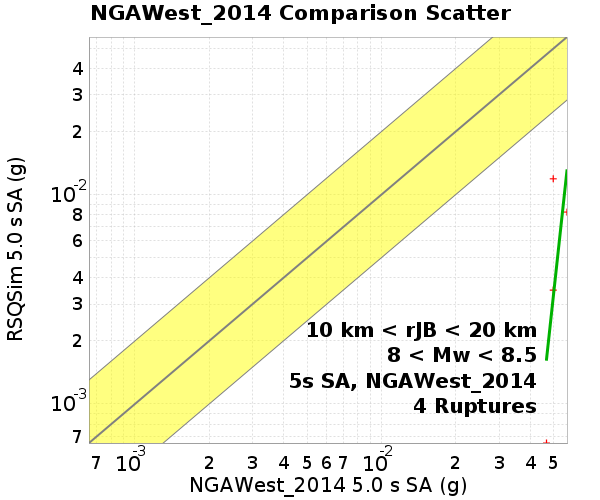 NGAWest_2014 Comparison Scatter
RSQSim 5.0 s SA (g)
4
3
2
10-2
8
6
4
3
2
10-3
7
10 km < rJB < 20 km
8 < Mw < 8.5
5s SA, NGAWest_2014
4 Ruptures
7 10-3 2 3 4 5 6 7 10-2 2 3 4 5
NGAWest_2014 5.0 s SA (g)